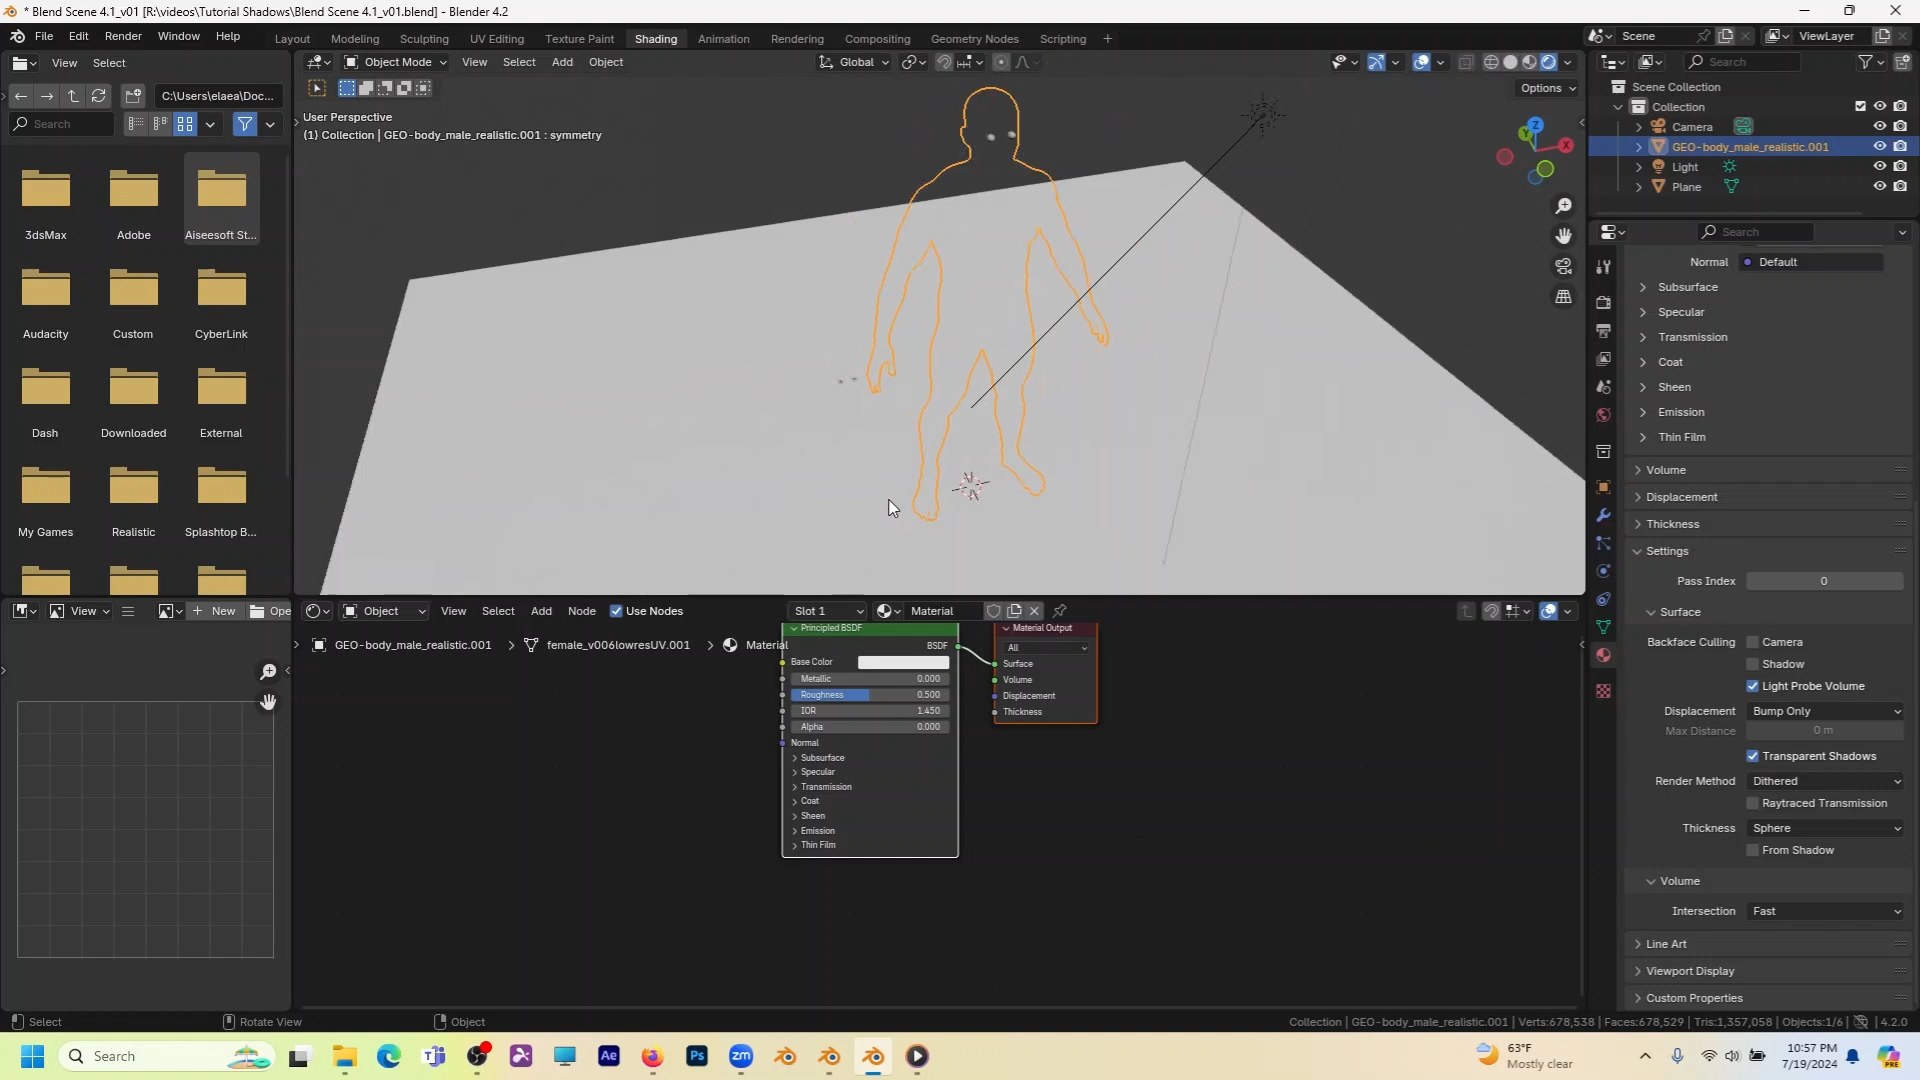 * Blend Scene 4.1_v01 [R:\videos\Tutorial Shadows\Blend Scene 4.1_v01.blend] - Blender 4.2
File Edit Render Window Help
Layout Modeling Sculpting UV Editing Texture Paint Shading Animation Rendering Compositing Geometry Nodes Scripting +
Scene
ViewLayer
View Select
Object Mode View Select Add Object
Global
Search
C:\Users\elaea\Doc...
Search
Options
User Perspective
(1) Collection | GEO-body_male_realistic.001 : symmetry
Z
Y
X
Scene Collection
Collection
Camera
GEO-body_male_realistic.001
Light
Plane
3dsMax Adobe Aiseesoft St...
Audacity Custom CyberLink
Dash Downloaded External
My Games Realistic Splashtop B...
Search
Normal Default
Subsurface
Specular
Transmission
Coat
Sheen
Emission
Thin Film
Volume
Displacement
Thickness
Settings
Pass Index 0
Surface
Backface Culling Camera
Shadow
Light Probe Volume
Displacement Bump Only
Max Distance 0 m
Transparent Shadows
Render Method Dithered
Raytraced Transmission
Thickness Sphere
From Shadow
Volume
Intersection Fast
Line Art
Viewport Display
Custom Properties
View New Ope
Object View Select Add Node Use Nodes Slot 1 Material
GEO-body_male_realistic.001 > female_v006lowresUV.001 > Material
Principled BSDF
BSDF
Base Color
Metallic 0.000
Roughness 0.500
IOR 1.450
Alpha 0.000
Normal
Subsurface
Specular
Transmission
Coat
Sheen
Emission
Thin Film
Material Output
All
Surface
Volume
Displacement
Thickness
Select Rotate View Object
Collection | GEO-body_male_realistic.001 | Verts:678,538 | Faces:678,529 | Tris:1,357,058 | Objects:1/6 | 4.2.0
Search
Ae
Ps
zm
63°F
Mostly clear
10:57 PM
7/19/2024
PRE